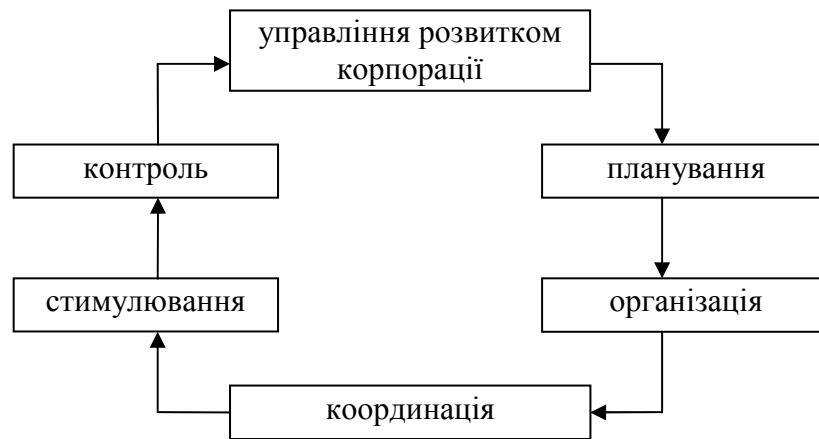 управління розвитком
корпорації
контроль
планування
стимулювання
організація
координація